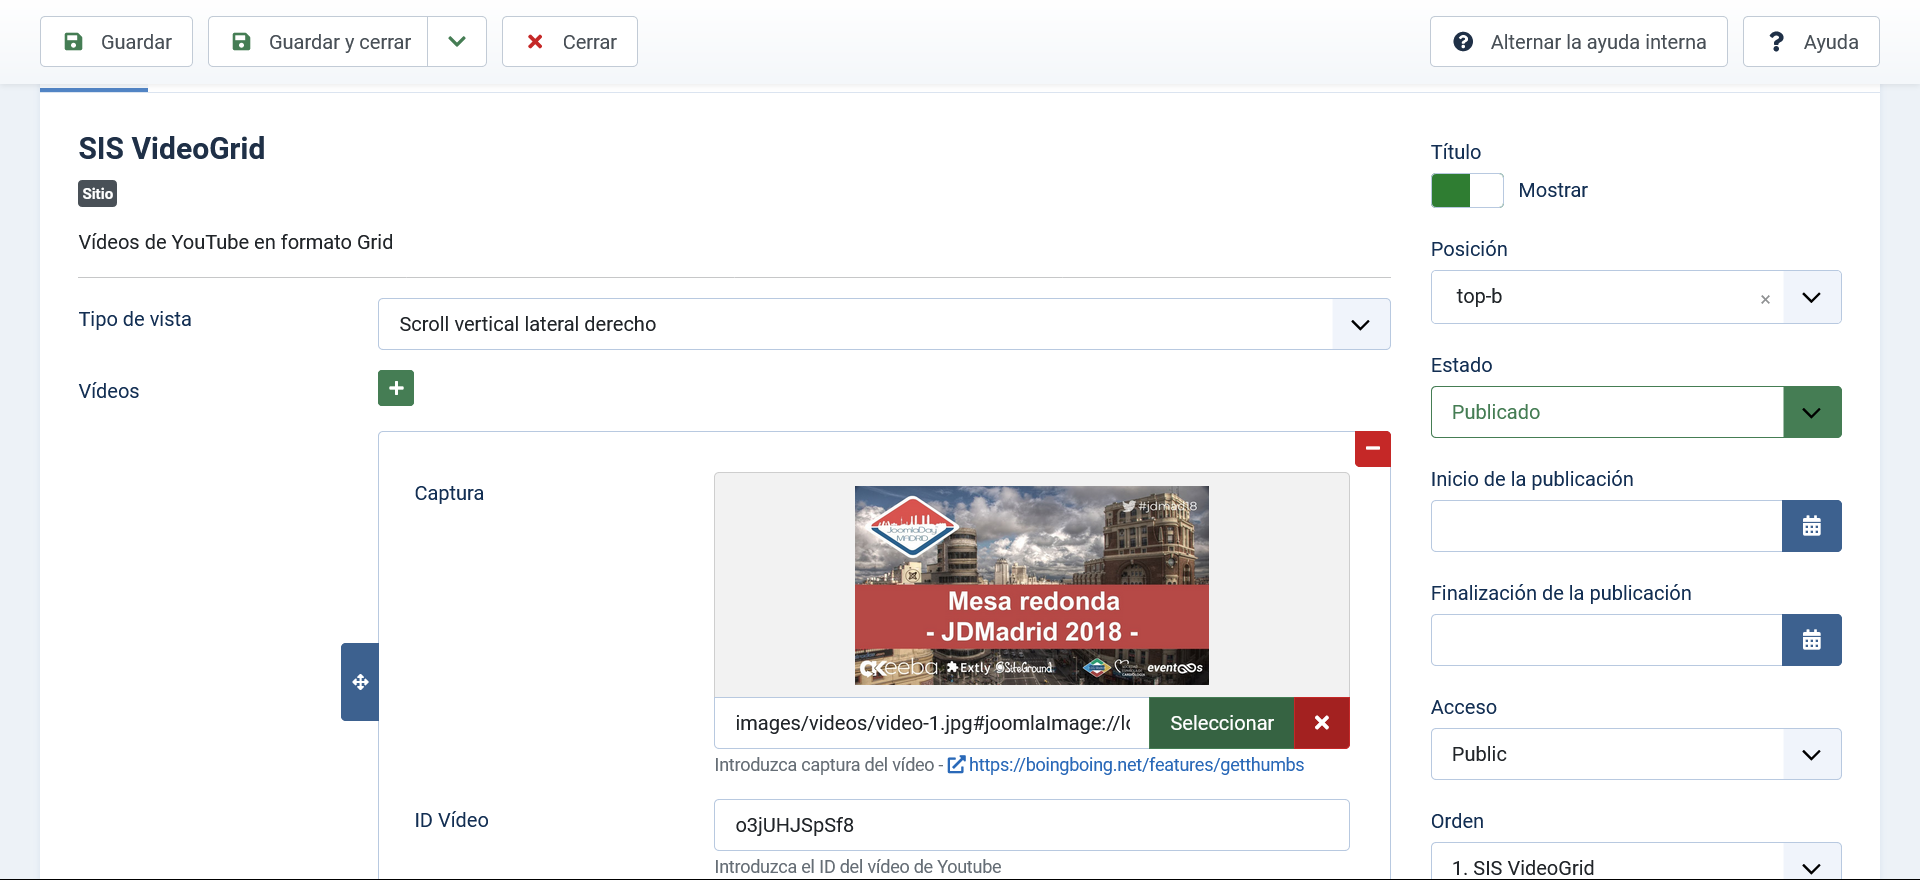 Guardar
Guardar y cerrar
Cerrar
Alternar la ayuda interna
Ayuda
SIS VideoGrid
Sitio
Vídeos de YouTube en formato Grid
Tipo de vista
Scroll vertical lateral derecho
Vídeos
Captura
#jdmad18
JoomlaDay
MADRID
Mesa redonda
- JDMadrid 2018 -
akeeba Extly SiteGround eventoos
images/videos/video-1.jpg#joomlaImage://lo
Seleccionar
Introduzca captura del vídeo - https://boingboing.net/features/getthumbs
ID Vídeo
o3jUHJSpSf8
Introduzca el ID del vídeo de Youtube
Título
Mostrar
Posición
top-b
×
Estado
Publicado
Inicio de la publicación
Finalización de la publicación
Acceso
Public
Orden
1. SIS VideoGrid